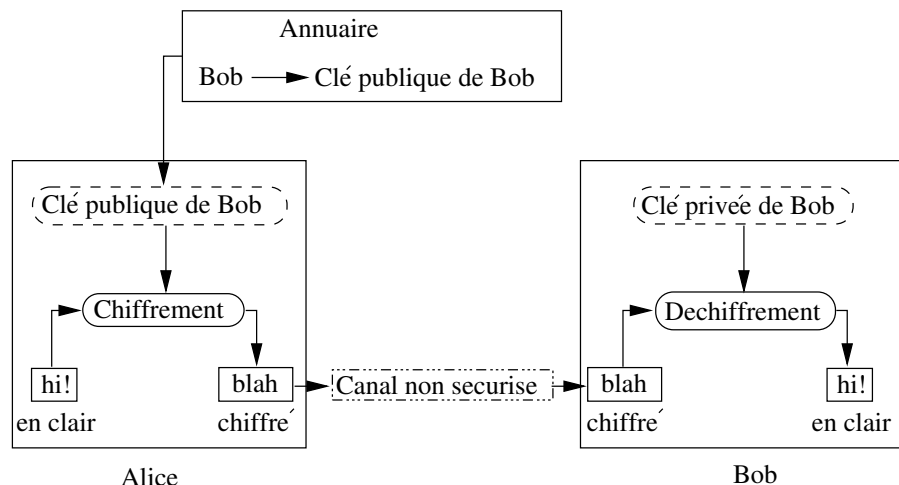 Annuaire
Bob Clé publique de Bob
Clé publique de Bob
Clé privée de Bob
Chiffrement
Dechiffrement
hi!
blah
Canal non securise
blah
hi!
en clair
chiffré
chiffré
en clair
Alice
Bob